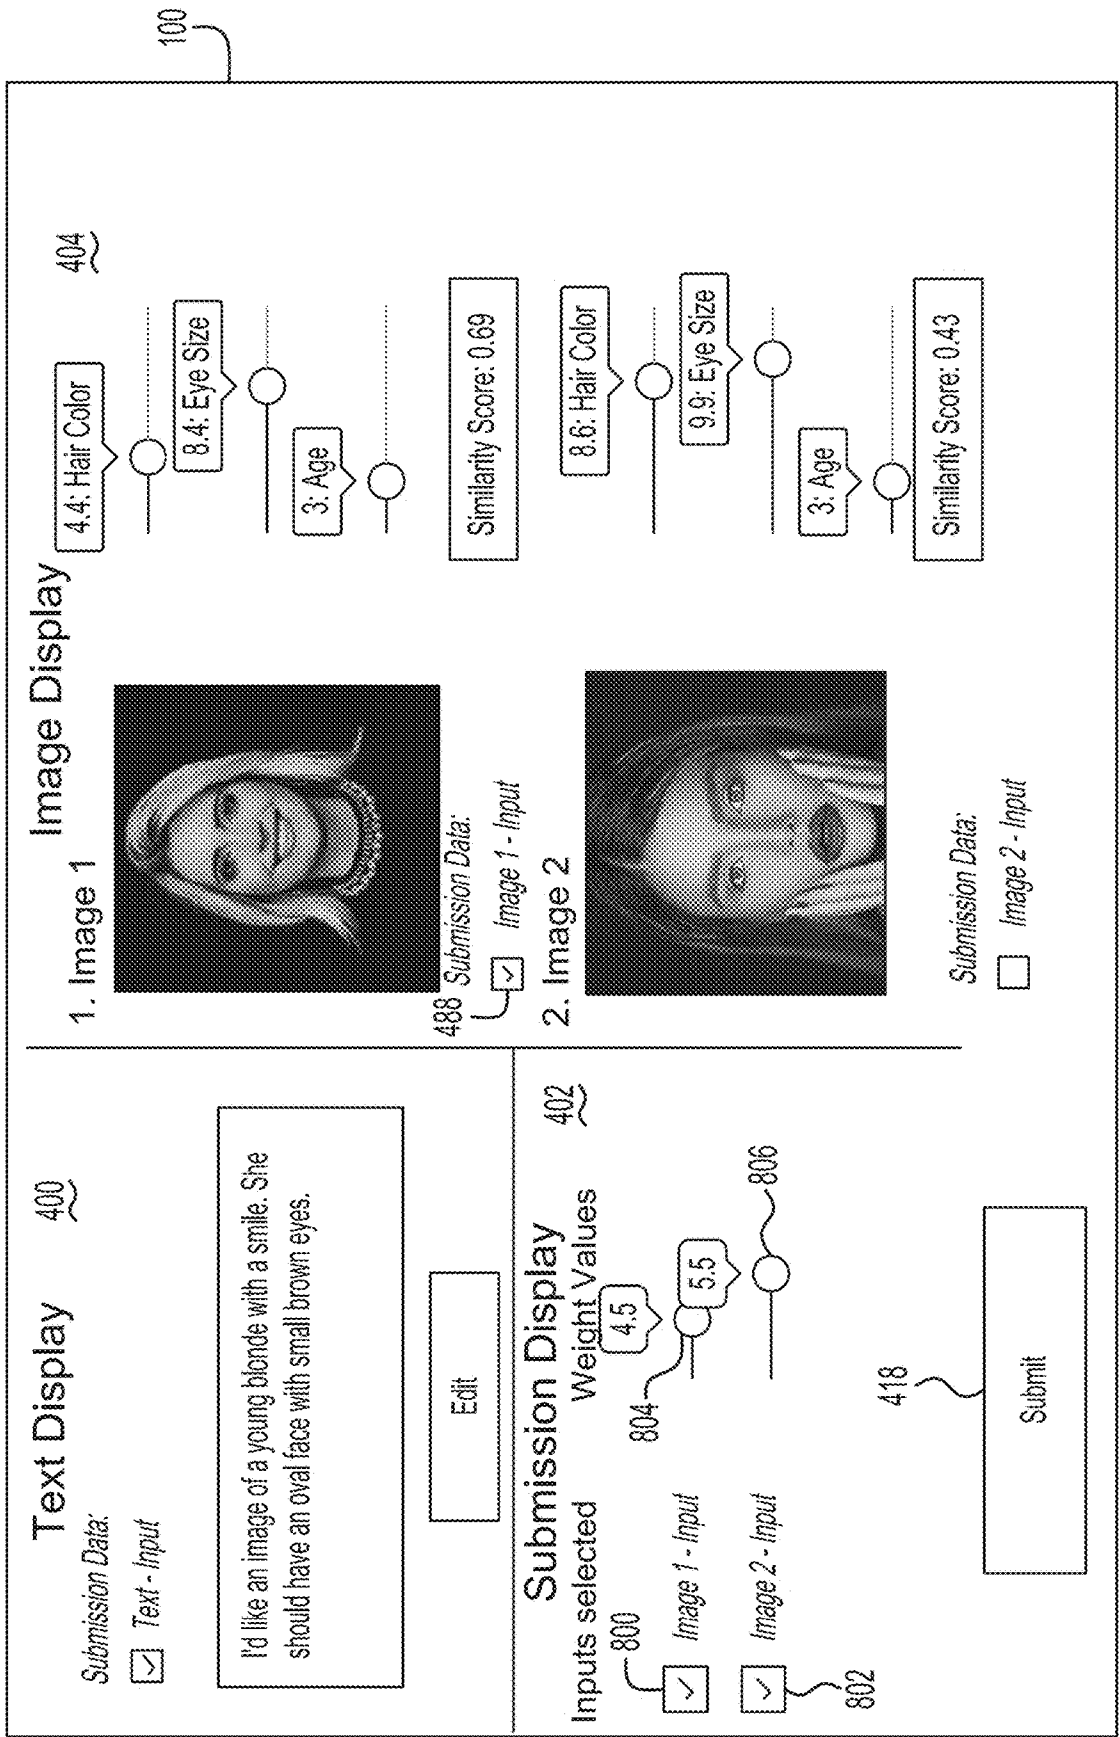 100
Text Display
400
Submission Data:
Text - Input
I'd like an image of a young blonde with a smile. She
should have an oval face with small brown eyes.
Edit
Submission Display
402
Inputs selected
Weight Values
800
Image 1 - Input
804
4.5
Image 2 - Input
802
5.5
806
418
Submit
Image Display
404
1. Image 1
4.4: Hair Color
8.4: Eye Size
3: Age
488
Submission Data:
Image 1 - Input
Similarity Score: 0.69
2. Image 2
8.6: Hair Color
9.9: Eye Size
3: Age
Similarity Score: 0.43
Submission Data:
Image 2 - Input